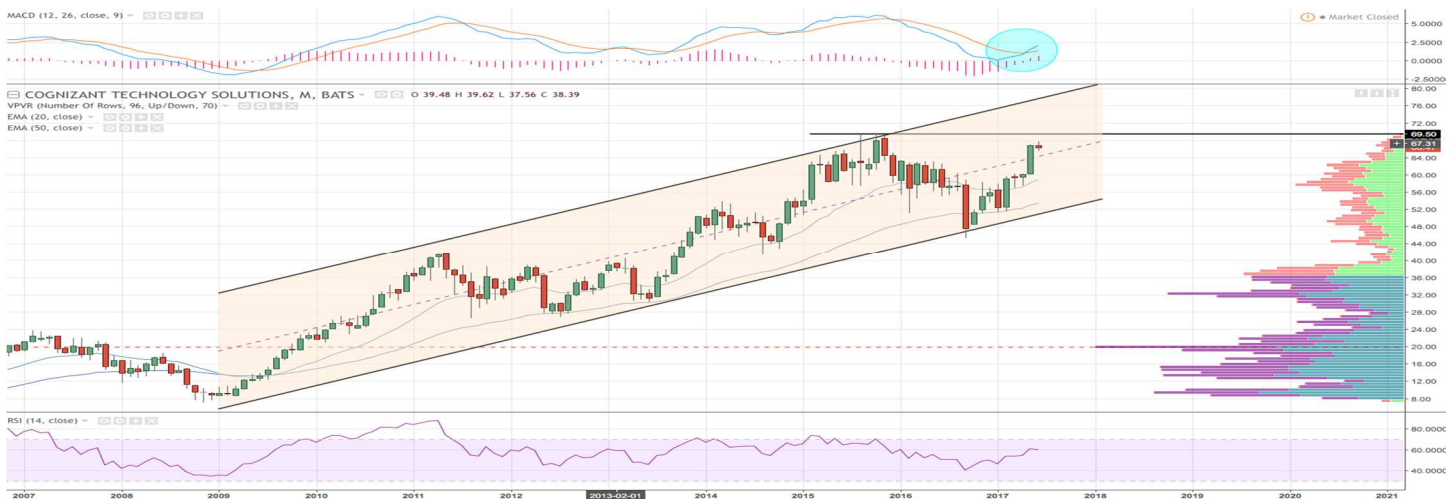 MACD (12, 26, close, 9)
Market Closed
5.0000
2.5000
0.0000
-2.5000
COGNIZANT TECHNOLOGY SOLUTIONS, M, BATS
O 39.48 H 39.62 L 37.56 C 38.39
VPVR (Number Of Rows, 96, Up/Down, 70)
EMA (20, close)
EMA (50, close)
80.00
72.00
69.50
67.31
64.00
60.00
56.00
52.00
48.00
44.00
40.00
36.00
32.00
28.00
24.00
20.00
16.00
12.00
8.00
RSI (14, close)
80.0000
60.0000
40.0000
2007 2008 2009 2010 2011 2012 2013-02-01 2014 2015 2016 2017 2018 2019 2020 2021